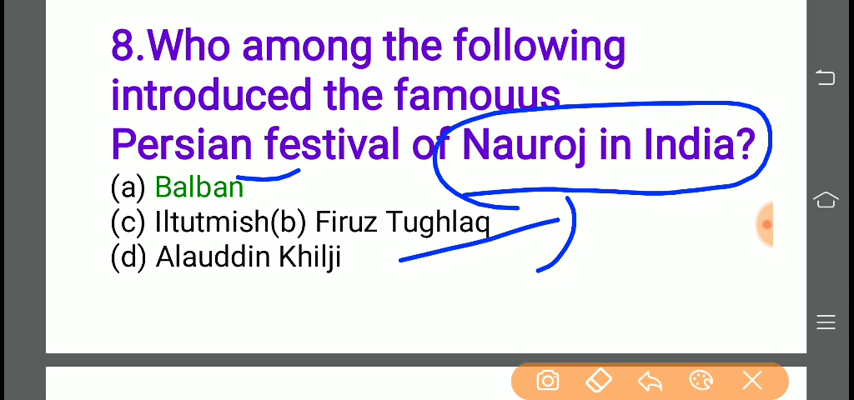 8.Who among the following
introduced the famouus
Persian festival of Nauroj in India?
(a) Balban
(c) Iltutmish(b) Firuz Tughlaq
(d) Alauddin Khilji